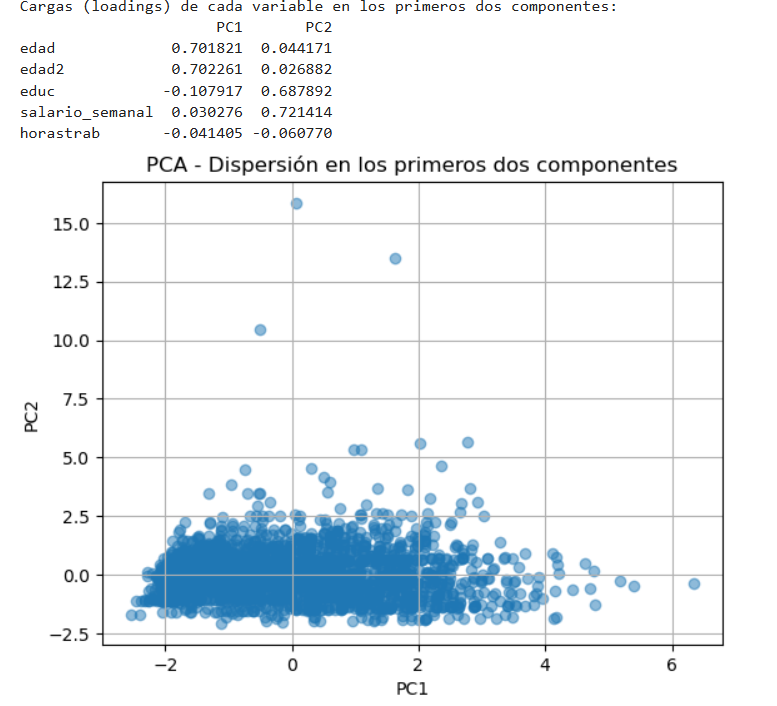 Cargas (loadings) de cada variable en los primeros dos componentes:
PC1 PC2
edad 0.701821 0.044171
edad2 0.702261 0.026882
educ -0.107917 0.687892
salario_semanal 0.030276 0.721414
horastrab -0.041405 -0.060770
PCA - Dispersión en los primeros dos componentes
15.0
12.5
10.0
7.5
PC2
5.0
2.5
0.0
−2.5
−2 0 2 4 6
PC1